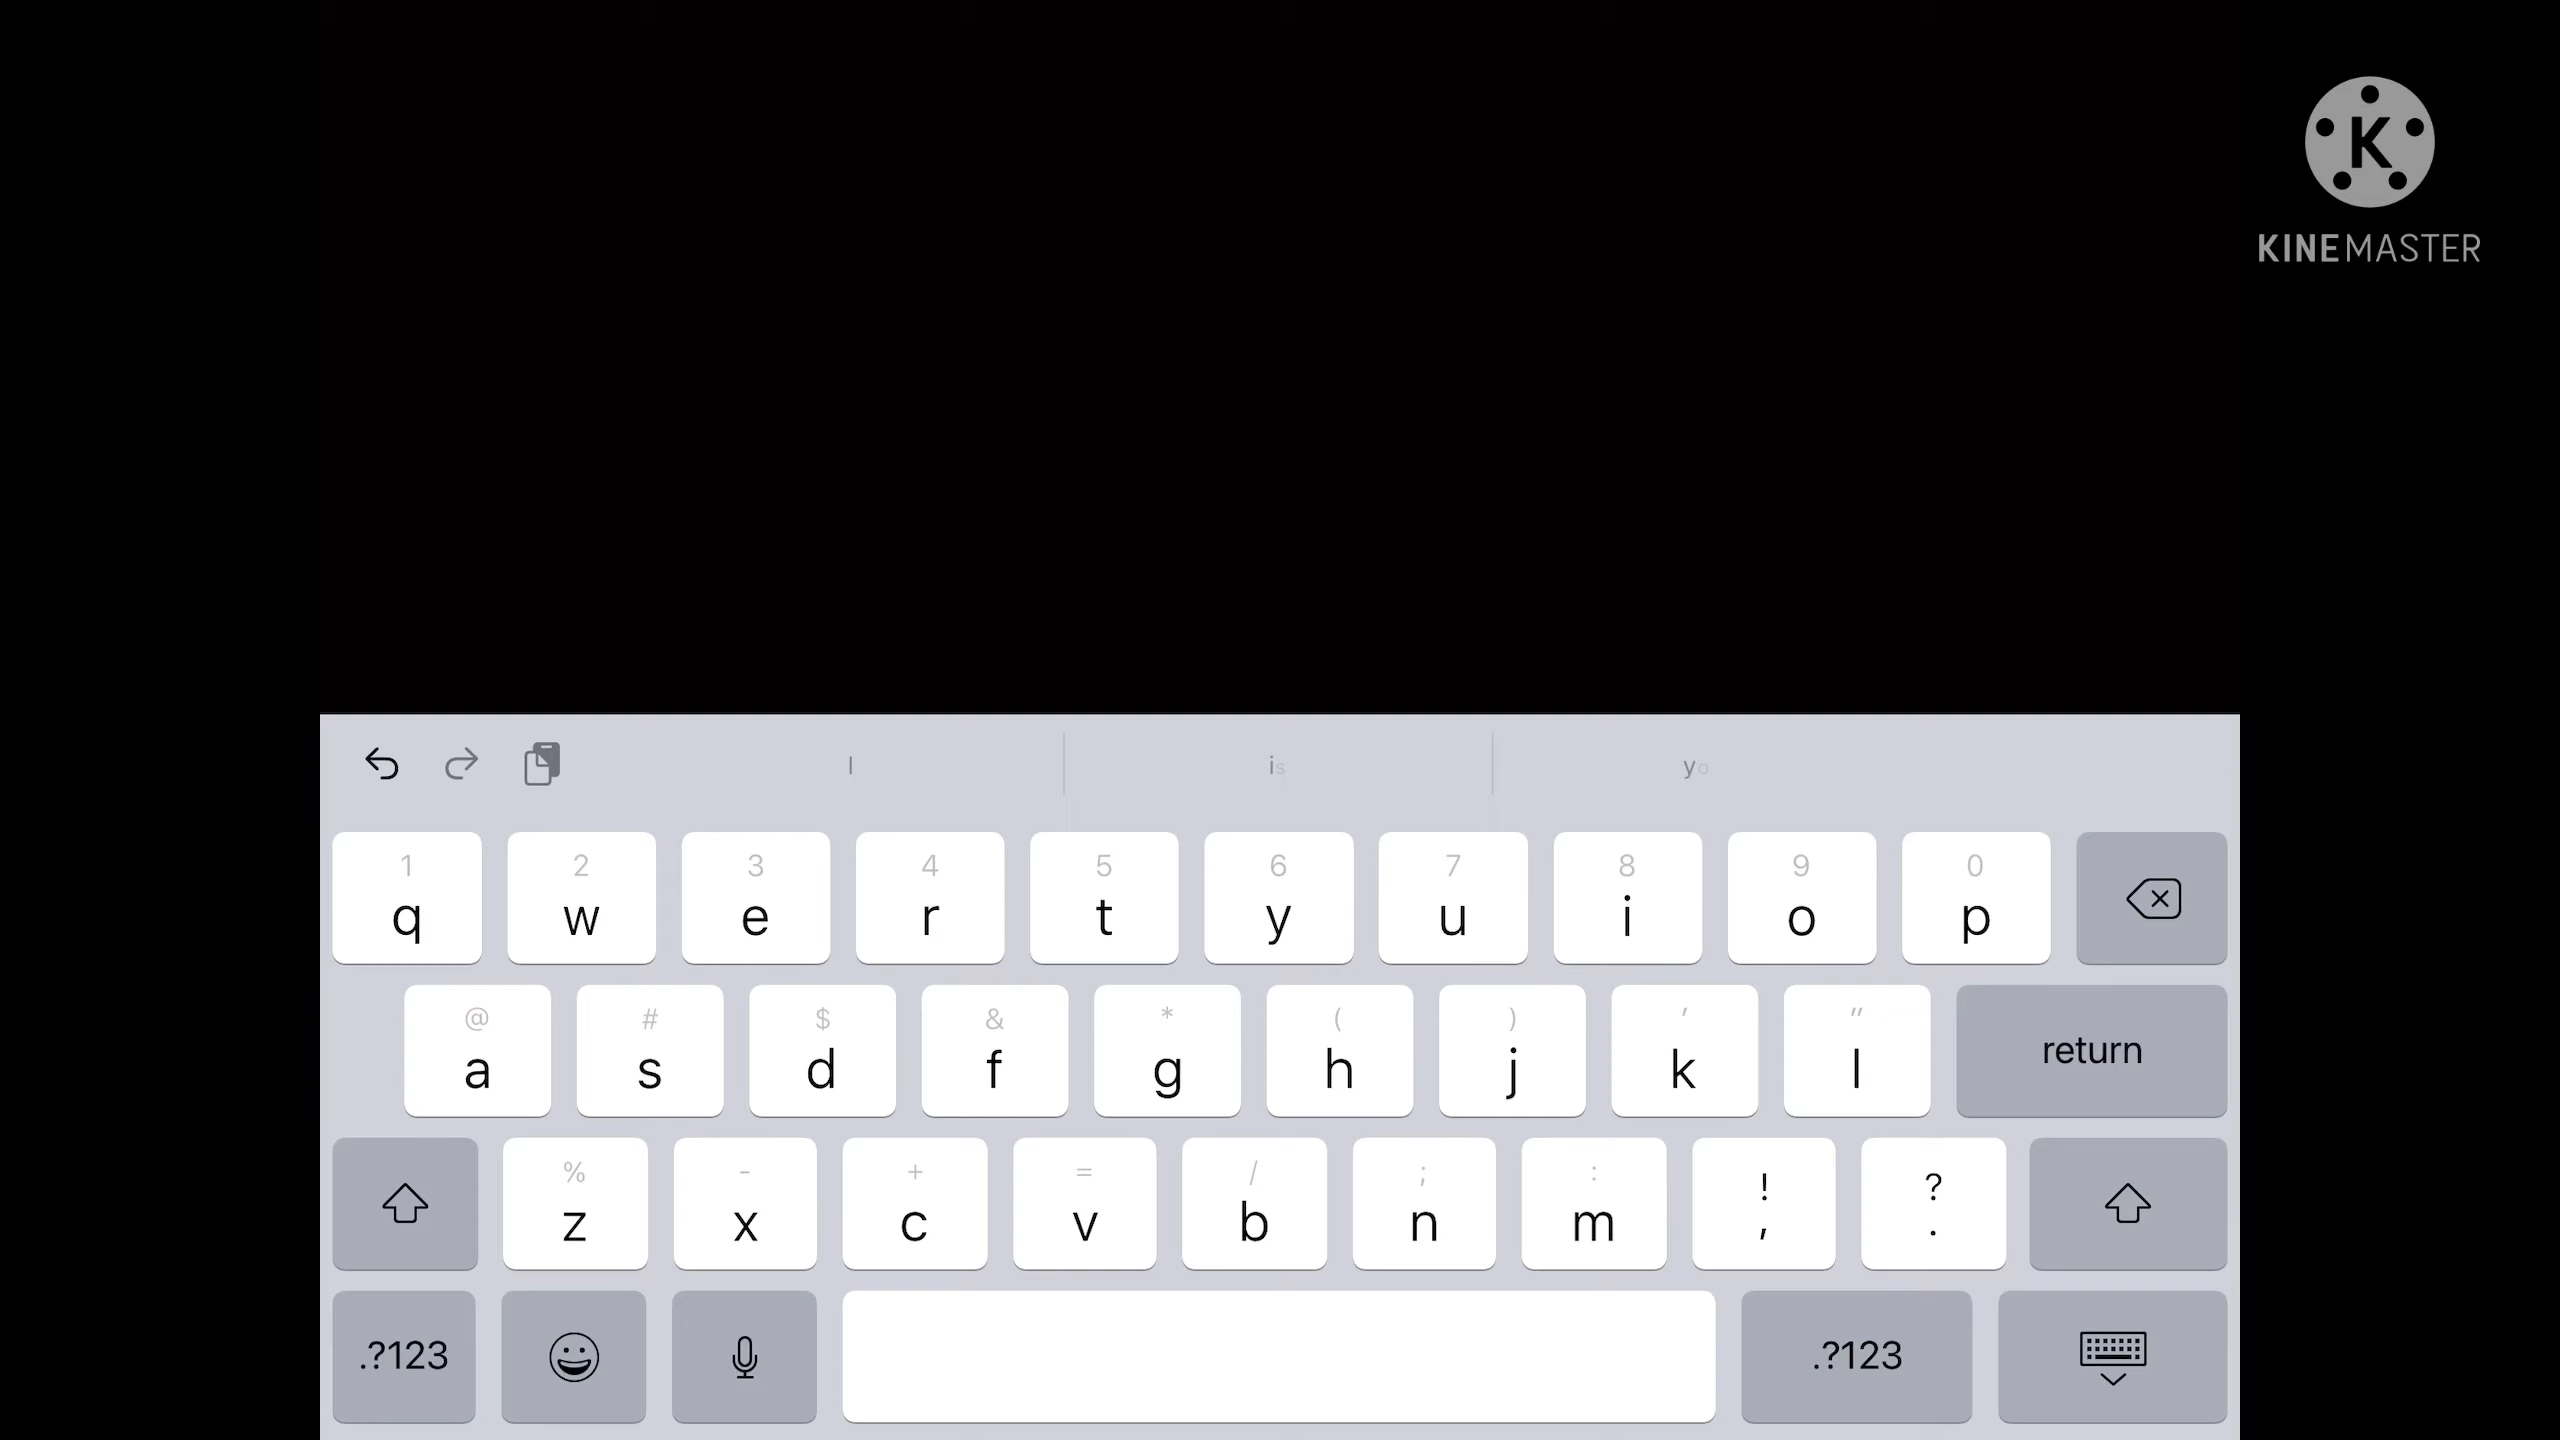 K
KINEMASTER
I is yo
1 2 3 4 5 6 7 8 9 0
q w e r t y u i o p
@ # $ & * ( ) ' "
a s d f g h j k l return
% - + = / ; : ! ?
z x c v b n m , .
.?123 .?123